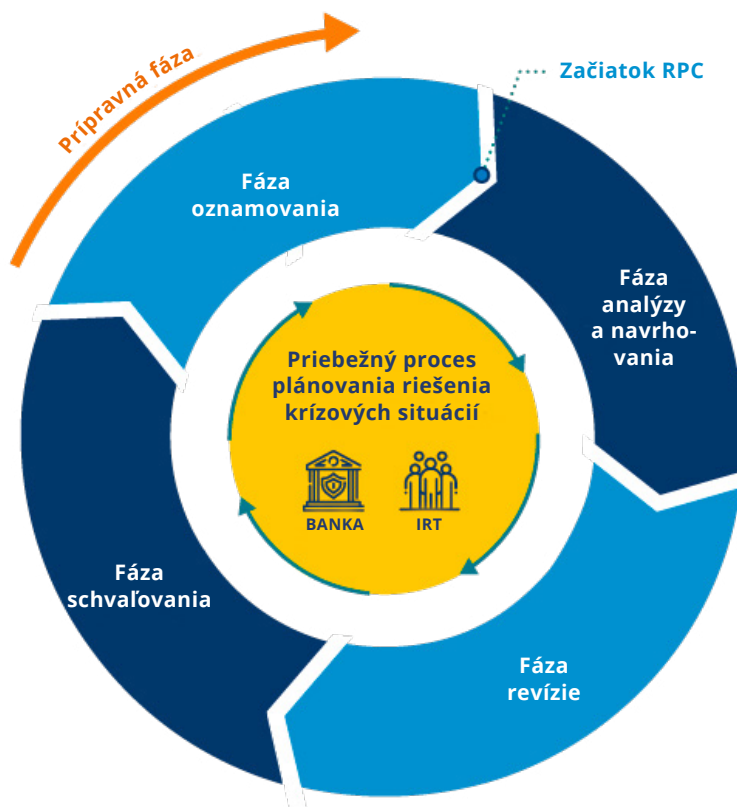 Prípravná fáza
Začiatok RPC
Fáza
oznamovania
Fáza
analýzy
a navrho-
vania
Priebežný proces
plánovania riešenia
krízových situácií
BANKA
IRT
Fáza
schvaľovania
Fáza
revízie